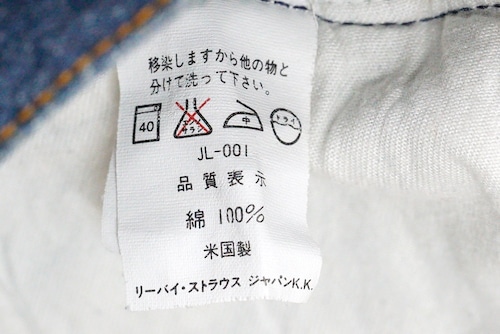 移染しますから他の物と
分けて洗って下さい。
40 エンソサラシ 中 ドライ
JL-001
品質表示
綿 100%
米国製
リーバイ・ストラウス ジャパンK.K.